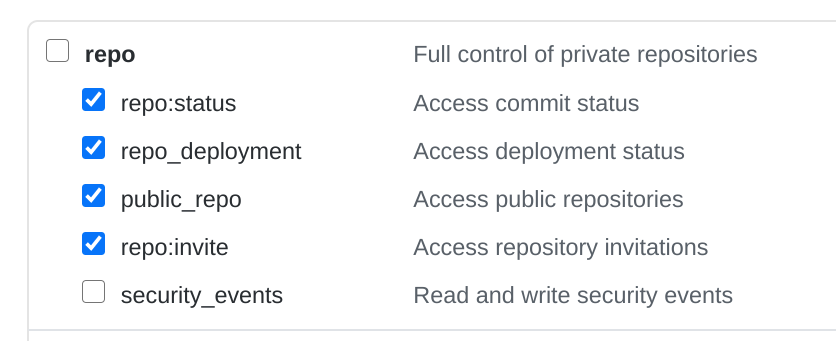 repo Full control of private repositories
repo:status Access commit status
repo_deployment Access deployment status
public_repo Access public repositories
repo:invite Access repository invitations
security_events Read and write security events